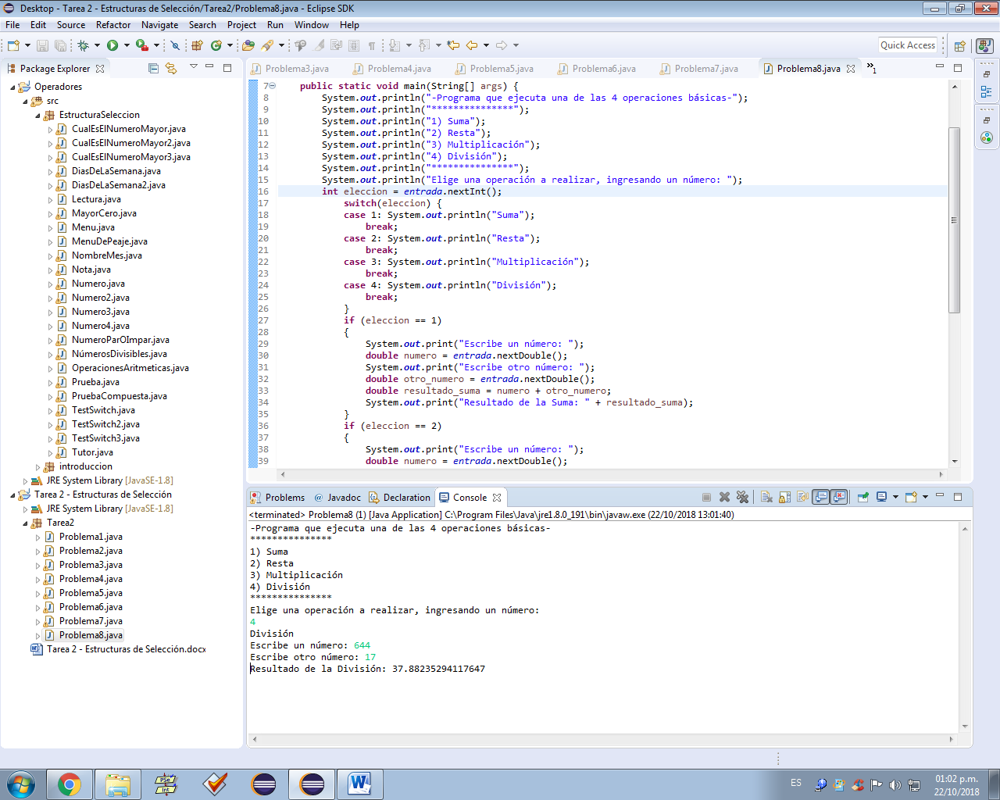 Desktop - Tarea 2 - Estructuras de Selección/Tarea2/Problema8.java - Eclipse SDK
File Edit Source Refactor Navigate Search Project Run Window Help
Quick Access
Package Explorer
Operadores
src
EstructuraSeleccion
CualEsElNumeroMayor.java
CualEsElNumeroMayor2.java
CualEsElNumeroMayor3.java
DiasDeLaSemana.java
DiasDeLaSemana2.java
Lectura.java
MayorCero.java
Menu.java
MenuDePeaje.java
NombreMes.java
Nota.java
Numero.java
Numero2.java
Numero3.java
Numero4.java
NumeroParOImpar.java
NúmerosDivisibles.java
OperacionesAritmeticas.java
Prueba.java
PruebaCompuesta.java
TestSwitch.java
TestSwitch2.java
TestSwitch3.java
Tutor.java
introduccion
JRE System Library [JavaSE-1.8]
Tarea 2 - Estructuras de Selección
JRE System Library [JavaSE-1.8]
Tarea2
Problema1.java
Problema2.java
Problema3.java
Problema4.java
Problema5.java
Problema6.java
Problema7.java
Problema8.java
Tarea 2 - Estructuras de Selección.docx
Problema3.java Problema4.java Problema5.java Problema6.java Problema7.java Problema8.java »1
7 public static void main(String[] args) {
8 System.out.println("-Programa que ejecuta una de las 4 operaciones básicas-");
9 System.out.println("***************");
10 System.out.println("1) Suma");
11 System.out.println("2) Resta");
12 System.out.println("3) Multiplicación");
13 System.out.println("4) División");
14 System.out.println("***************");
15 System.out.println("Elige una operación a realizar, ingresando un número: ");
16 int eleccion = entrada.nextInt();
17 switch(eleccion) {
18 case 1: System.out.println("Suma");
19 break;
20 case 2: System.out.println("Resta");
21 break;
22 case 3: System.out.println("Multiplicación");
23 break;
24 case 4: System.out.println("División");
25 break;
26 }
27 if (eleccion == 1)
28 {
29 System.out.print("Escribe un número: ");
30 double numero = entrada.nextDouble();
31 System.out.print("Escribe otro número: ");
32 double otro_numero = entrada.nextDouble();
33 double resultado_suma = numero + otro_numero;
34 System.out.print("Resultado de la Suma: " + resultado_suma);
35 }
36 if (eleccion == 2)
37 {
38 System.out.print("Escribe un número: ");
39 double numero = entrada.nextDouble();
Problems @ Javadoc Declaration Console
<terminated> Problema8 (1) [Java Application] C:\Program Files\Java\jre1.8.0_191\bin\javaw.exe (22/10/2018 13:01:40)
-Programa que ejecuta una de las 4 operaciones básicas-
***************
1) Suma
2) Resta
3) Multiplicación
4) División
***************
Elige una operación a realizar, ingresando un número:
4
División
Escribe un número: 644
Escribe otro número: 17
Resultado de la División: 37.88235294117647
PSe
Int
ES
01:02 p.m.
22/10/2018